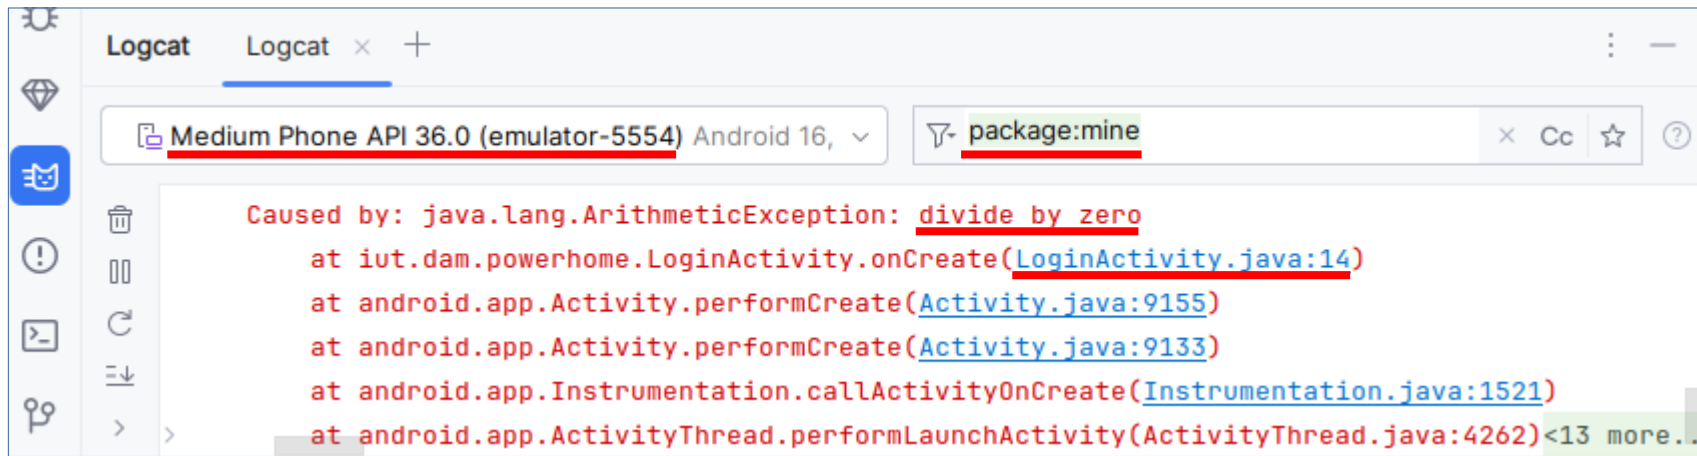 Logcat Logcat
Medium Phone API 36.0 (emulator-5554) Android 16, package:mine Cc
Caused by: java.lang.ArithmeticException: divide by zero
at iut.dam.powerhome.LoginActivity.onCreate(LoginActivity.java:14)
at android.app.Activity.performCreate(Activity.java:9155)
at android.app.Activity.performCreate(Activity.java:9133)
at android.app.Instrumentation.callActivityOnCreate(Instrumentation.java:1521)
at android.app.ActivityThread.performLaunchActivity(ActivityThread.java:4262)<13 more..